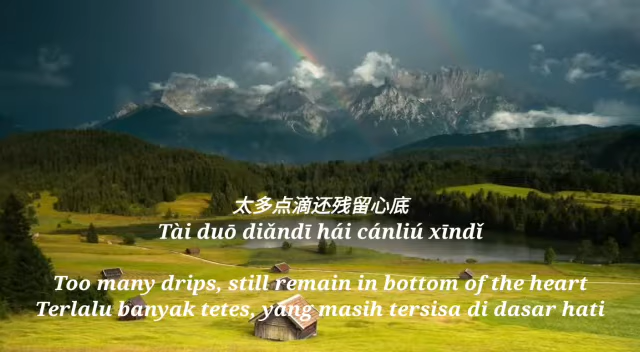 太多点滴还残留心底
Tài duō diǎndī hái cánliú xīndǐ
Too many drips, still remain in bottom of the heart
Terlalu banyak tetes, yang masih tersisa di dasar hati